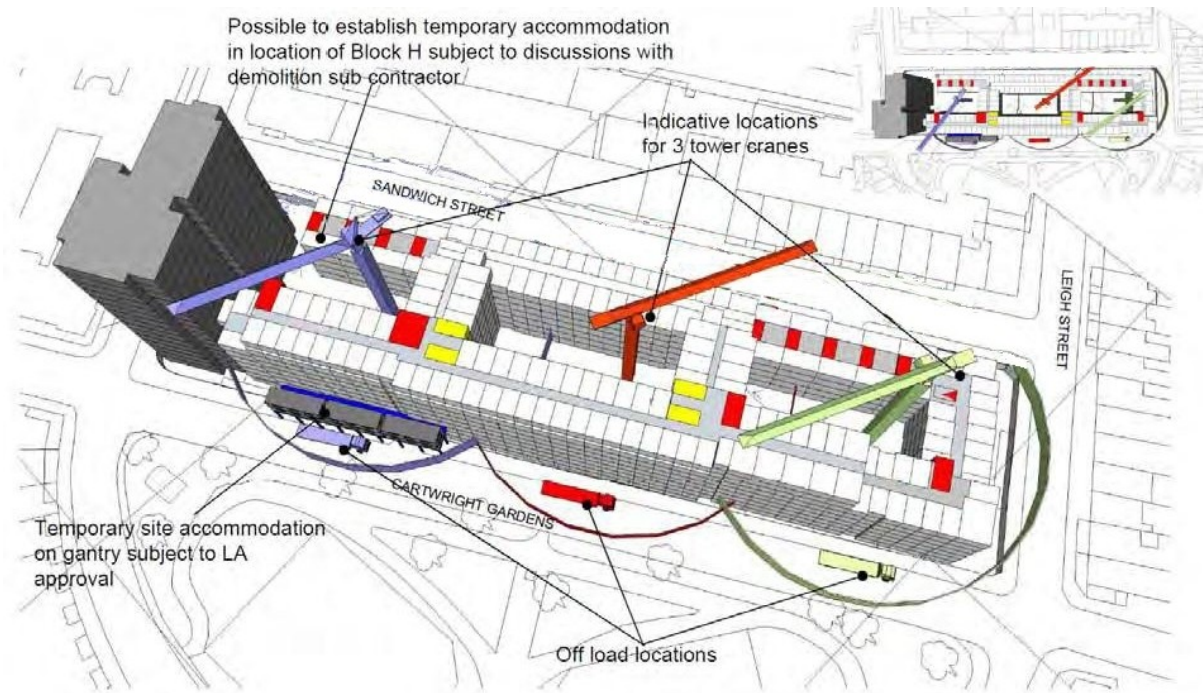 Possible to establish temporary accommodation
in location of Block H subject to discussions with
demolition sub contractor
Indicative locations
for 3 tower cranes
SANDWICH STREET
LEIGH STREET
CARTWRIGHT GARDENS
Temporary site accommodation
on gantry subject to LA
approval
Off load locations